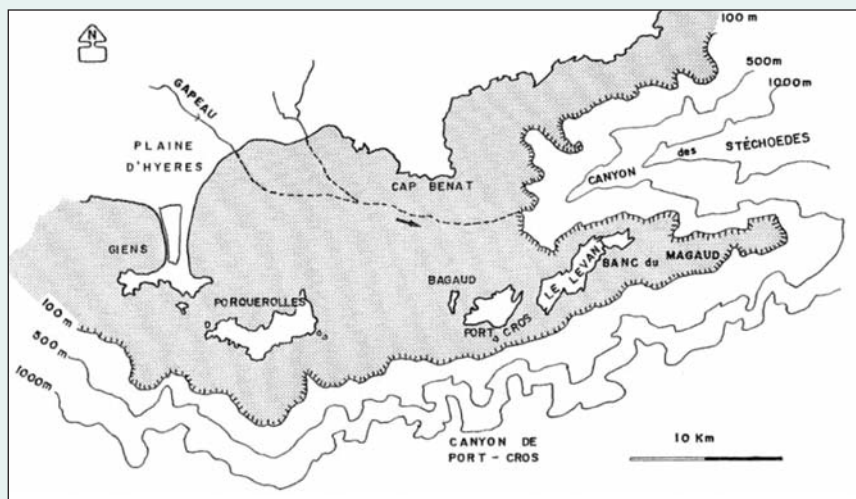 N
100 m
500m
1000m
GAPEAU
PLAINE
D'HYERES
STÉCHOEDES
des
CANYON
CAP BENAT
GIENS
BANC du MAGAUD
LE LEVAN
BAGAUD
PORQUEROLLES
PORT
CROS
100 m
500 m
1000m
CANYON DE
PORT - CROS
10 Km